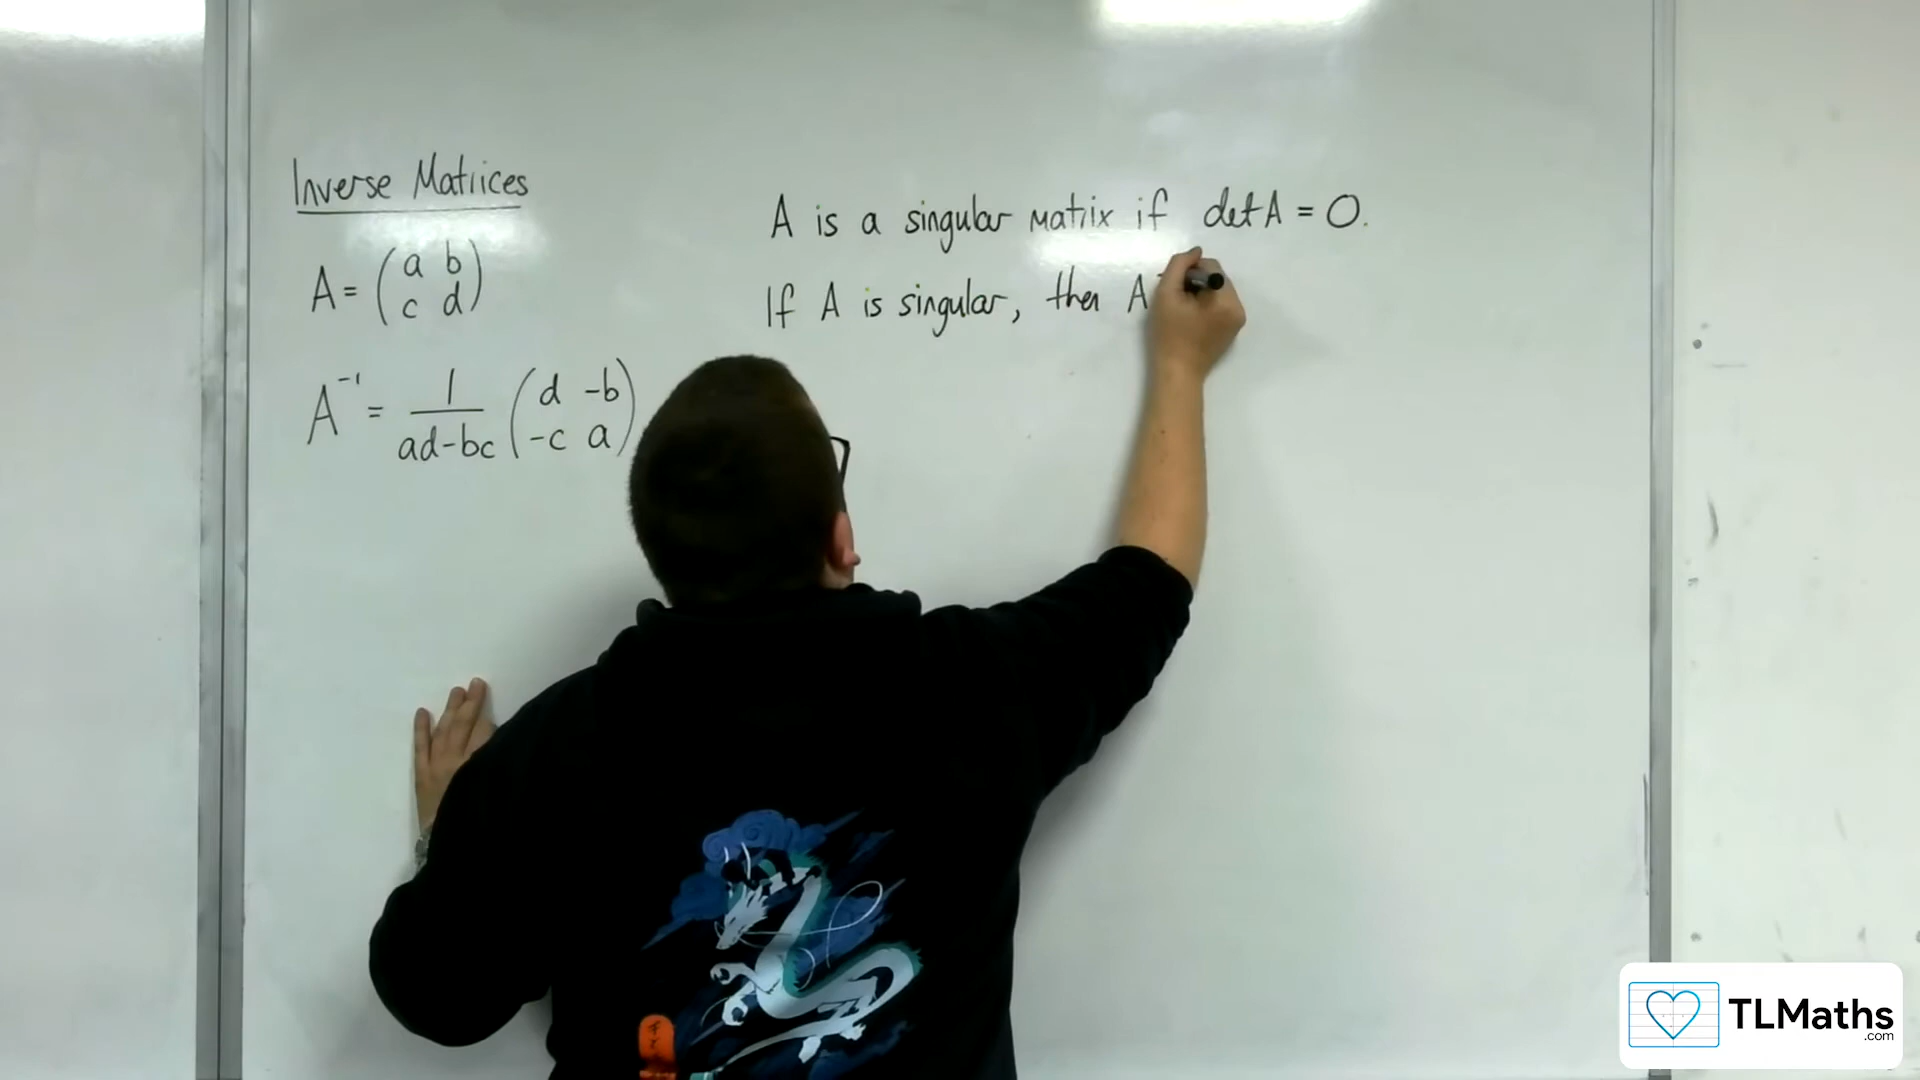 Inverse Matrices
A = (a b
c d)
A⁻¹ = 1/(ad-bc) (d -b
-c a)
A is a singular matrix if det A = 0.
If A is singular, then A⁻
TLMaths
.com